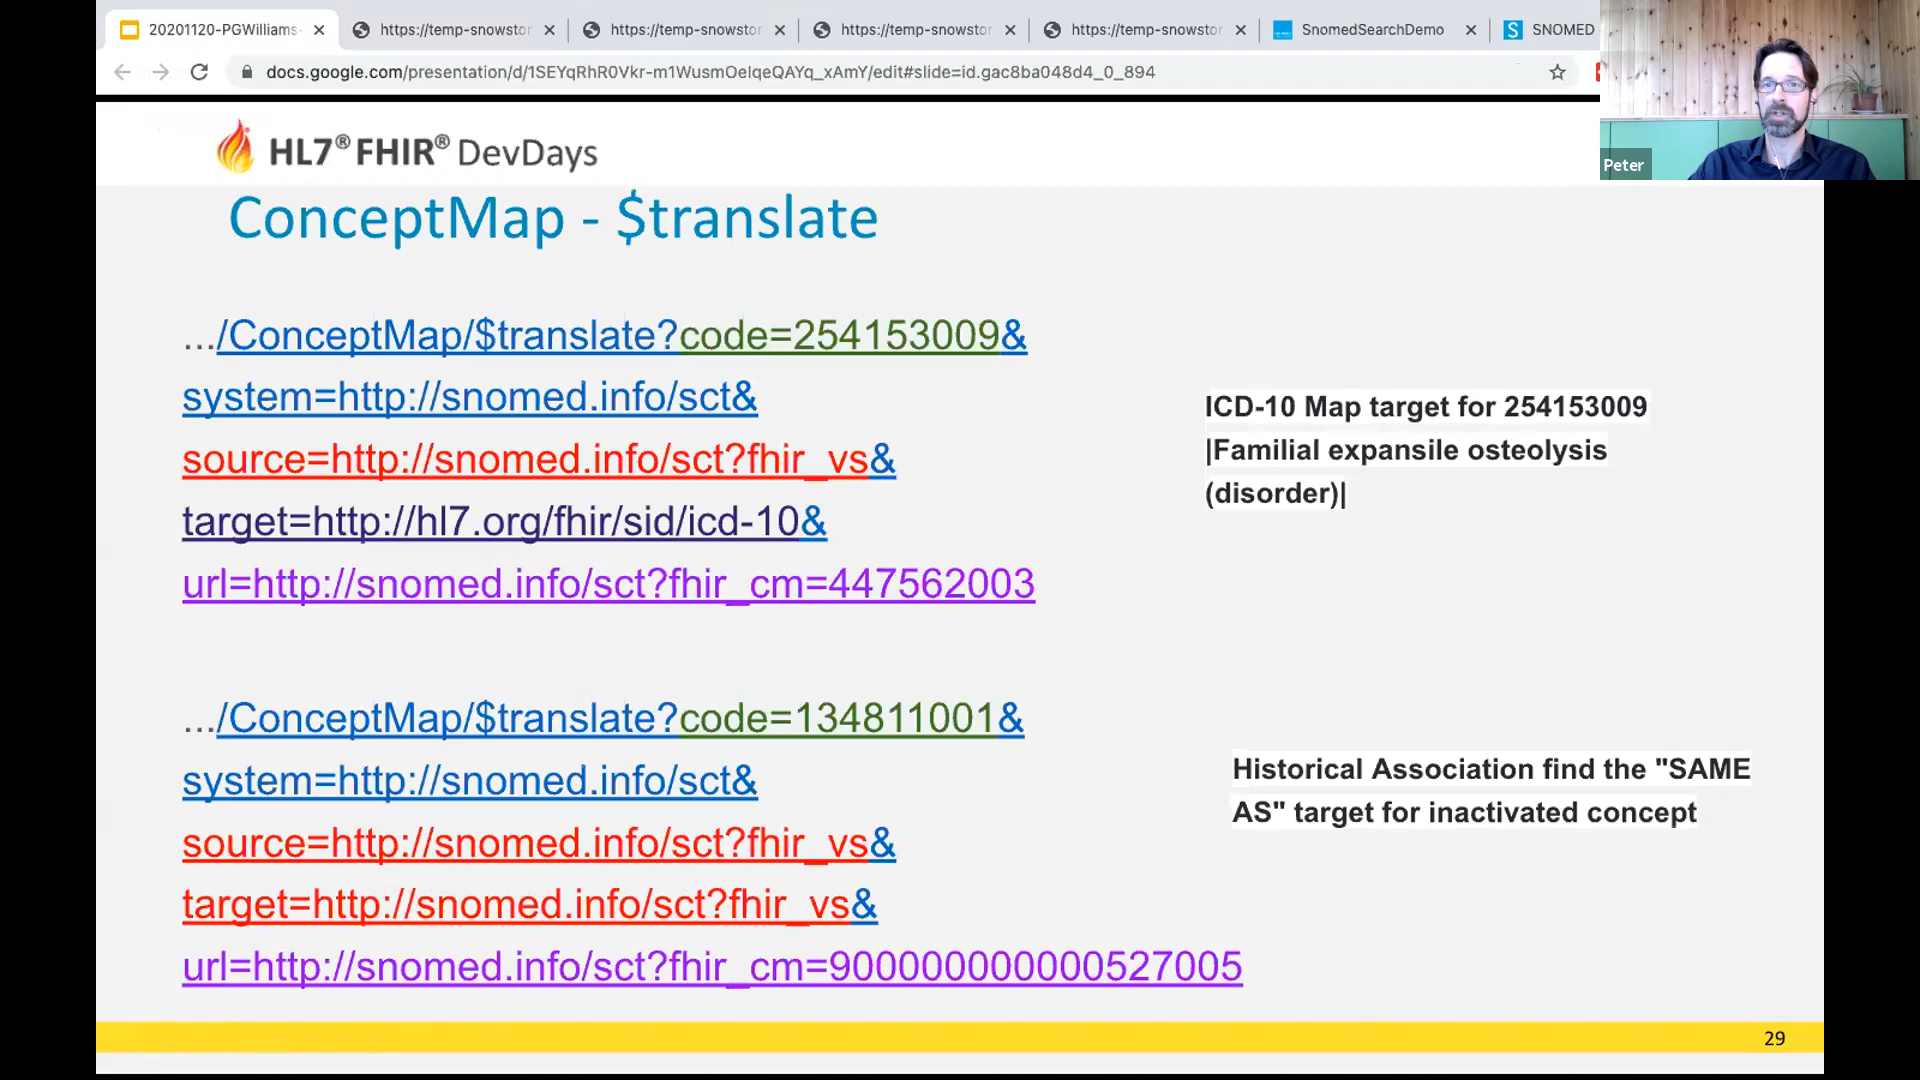 20201120-PGWilliams-
https://temp-snowstor
https://temp-snowstor
https://temp-snowstor
https://temp-snowstor
SnomedSearchDemo
SNOMED
docs.google.com/presentation/d/1SEYqRhR0Vkr-m1WusmOelqeQAYq_xAmY/edit#slide=id.gac8ba048d4_0_894
Peter
HL7® FHIR® DevDays
ConceptMap - $translate
.../ConceptMap/$translate?code=254153009&
system=http://snomed.info/sct&
source=http://snomed.info/sct?fhir_vs&
target=http://hl7.org/fhir/sid/icd-10&
url=http://snomed.info/sct?fhir_cm=447562003
ICD-10 Map target for 254153009
|Familial expansile osteolysis
(disorder)|
.../ConceptMap/$translate?code=134811001&
system=http://snomed.info/sct&
source=http://snomed.info/sct?fhir_vs&
target=http://snomed.info/sct?fhir_vs&
url=http://snomed.info/sct?fhir_cm=900000000000527005
Historical Association find the "SAME
AS" target for inactivated concept
29